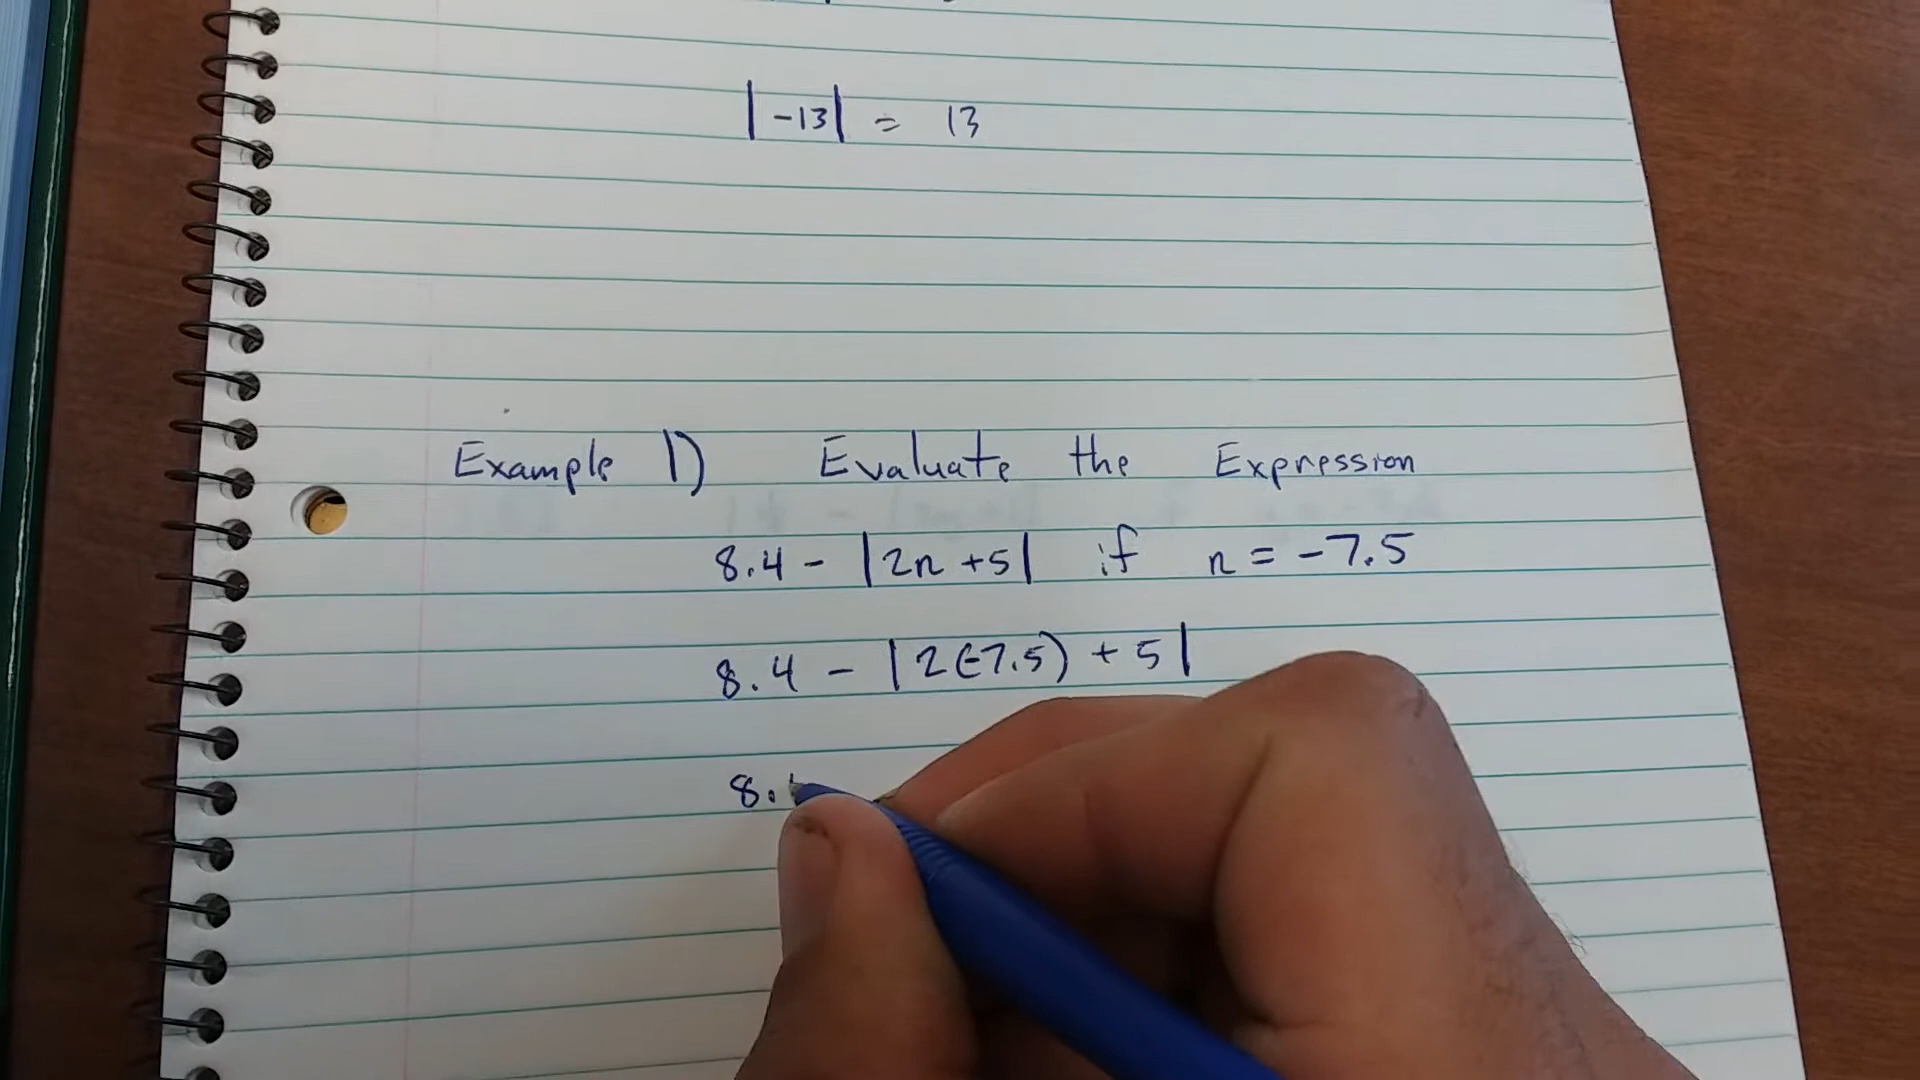 |-13| = 13
Example 1) Evaluate the Expression
8.4 - |2n +5| if n = -7.5
8.4 - |2(-7.5) + 5|
8.